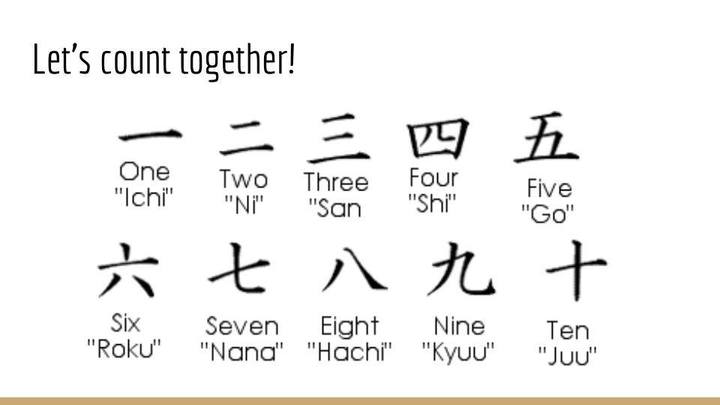 Let's count together!
一 二 三 四 五
One Two Three Four Five
"Ichi" "Ni" "San "Shi" "Go"
六 七 八 九 十
Six Seven Eight Nine Ten
"Roku" "Nana" "Hachi" "Kyuu" "Juu"